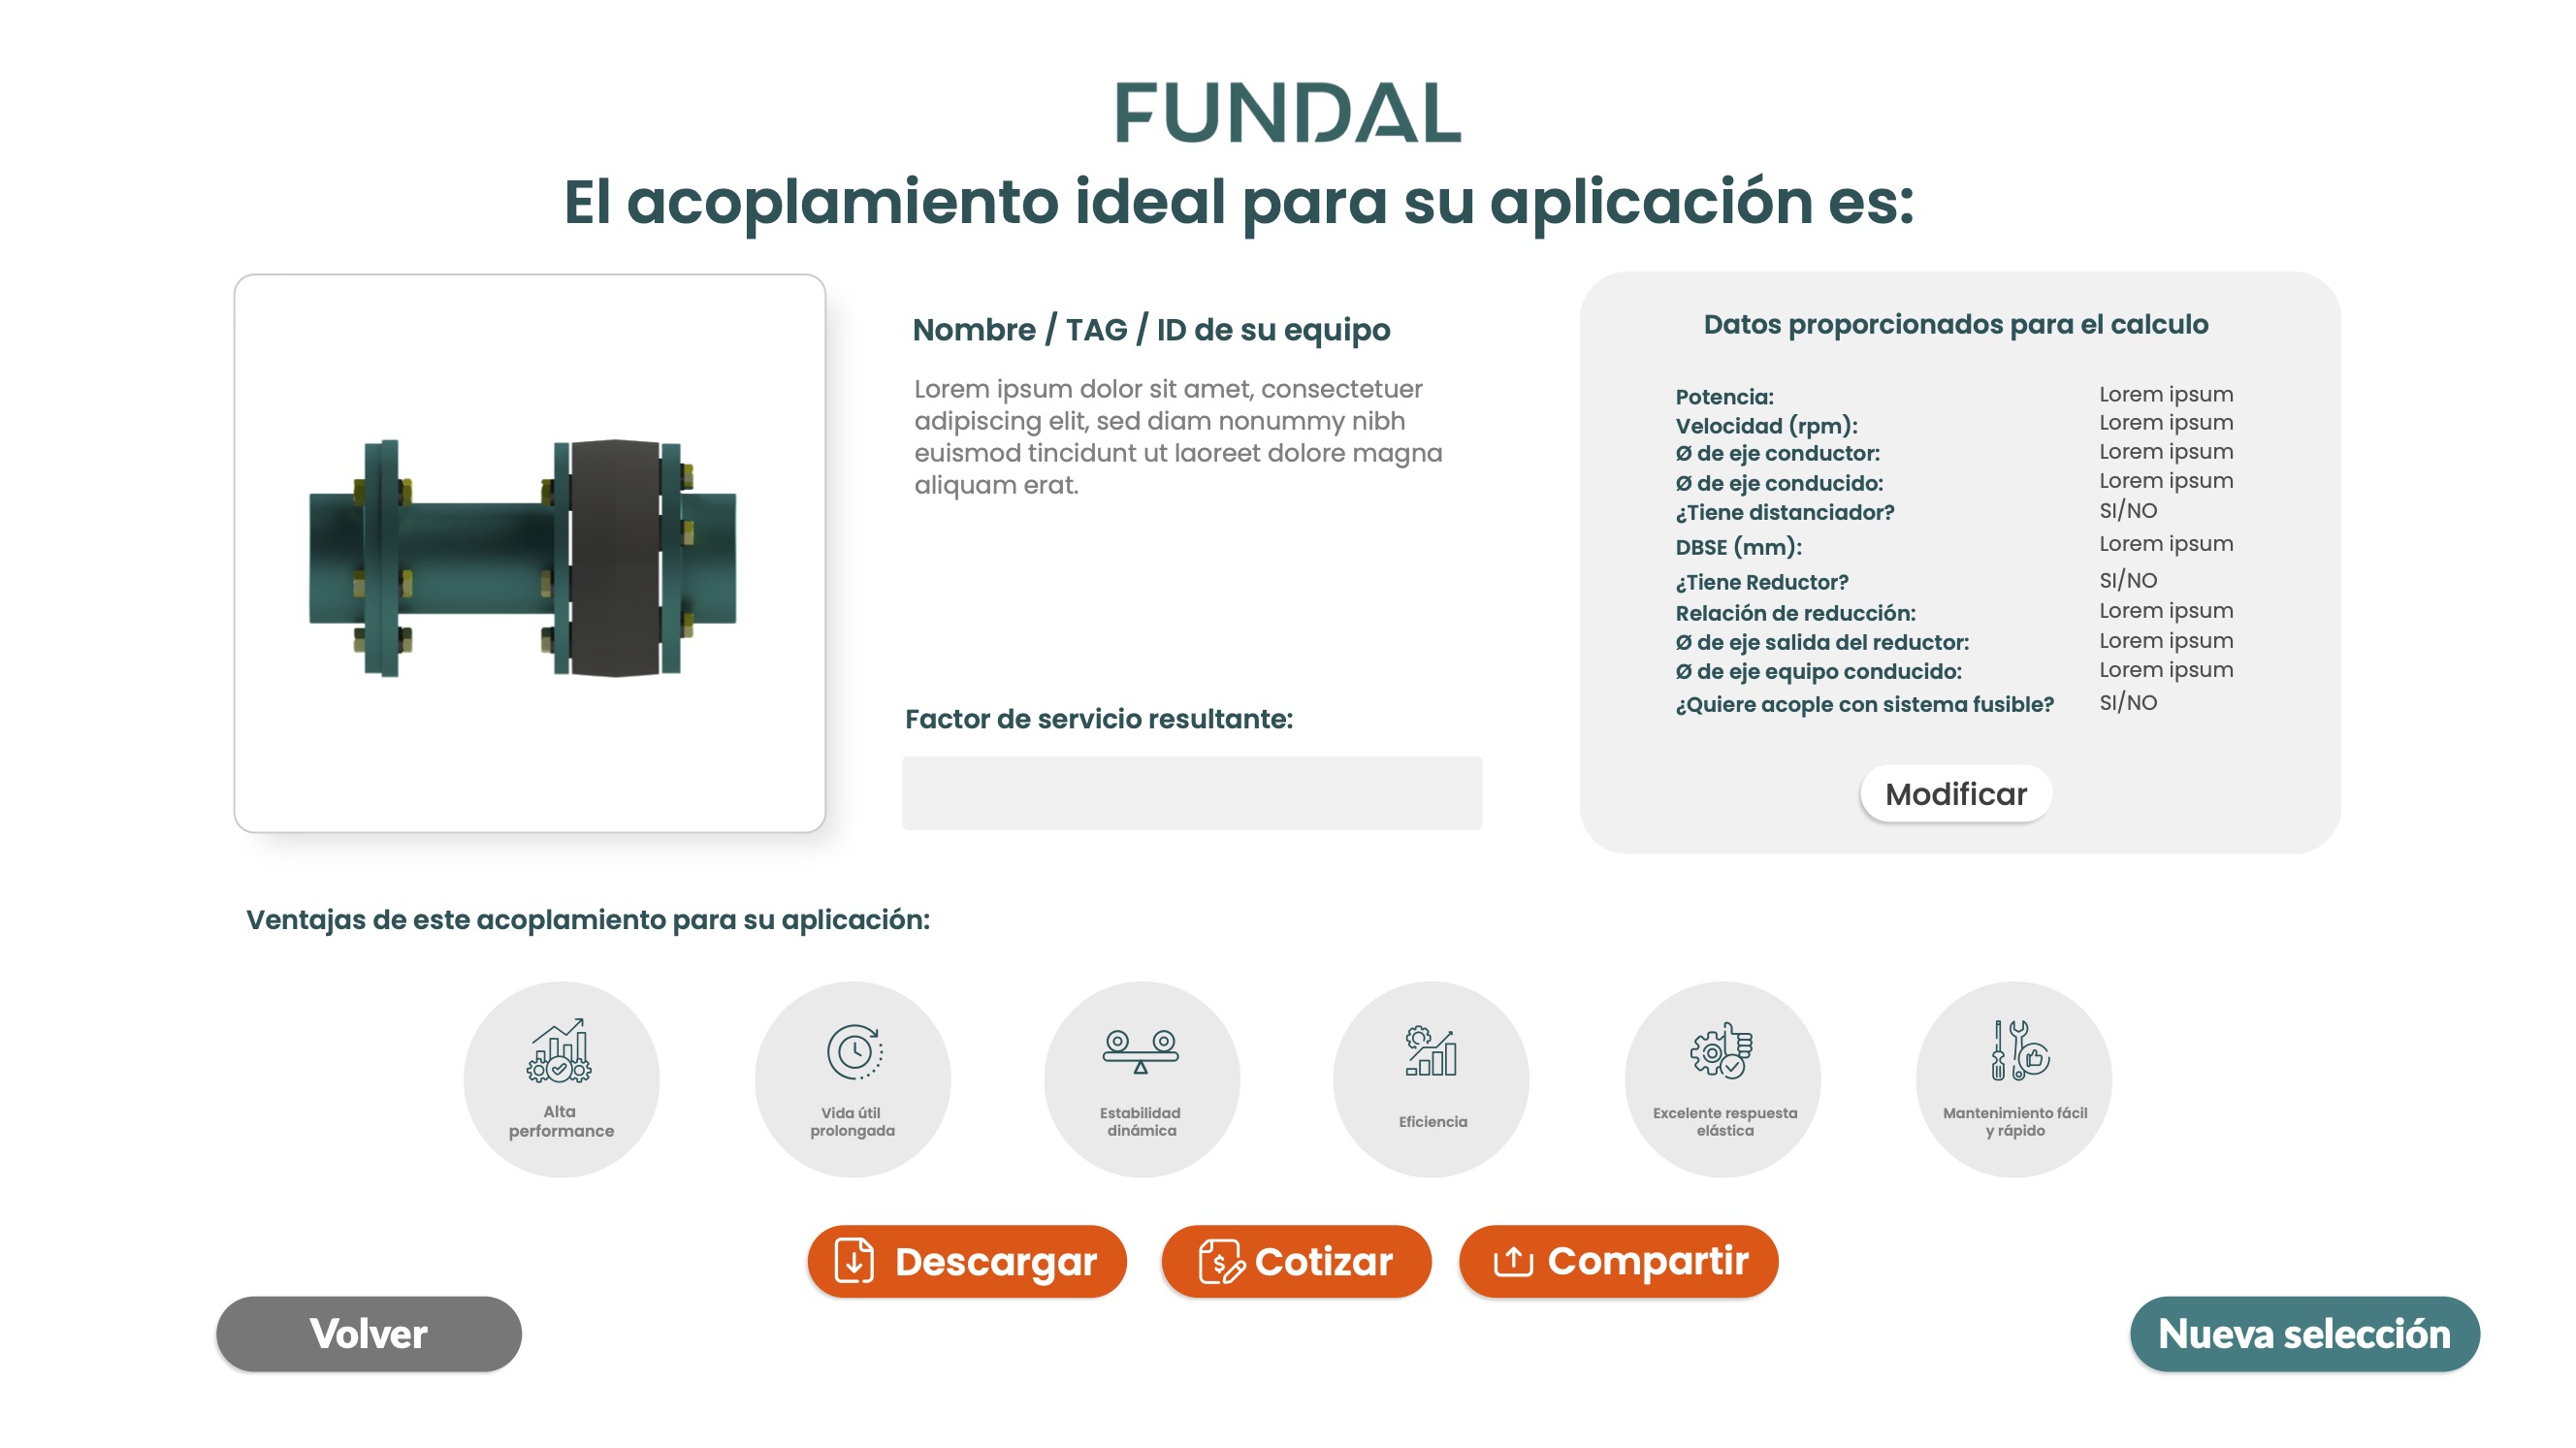 FUNDAL
El acoplamiento ideal para su aplicación es:
Nombre / TAG / ID de su equipo
Lorem ipsum dolor sit amet, consectetuer
adipiscing elit, sed diam nonummy nibh
euismod tincidunt ut laoreet dolore magna
aliquam erat.
Factor de servicio resultante:
Datos proporcionados para el calculo
Potencia: Lorem ipsum
Velocidad (rpm): Lorem ipsum
Ø de eje conductor: Lorem ipsum
Ø de eje conducido: Lorem ipsum
¿Tiene distanciador? SI/NO
DBSE (mm): Lorem ipsum
¿Tiene Reductor? SI/NO
Relación de reducción: Lorem ipsum
Ø de eje salida del reductor: Lorem ipsum
Ø de eje equipo conducido: Lorem ipsum
¿Quiere acople con sistema fusible? SI/NO
Modificar
Ventajas de este acoplamiento para su aplicación:
Alta
performance
Vida útil
prolongada
Estabilidad
dinámica
Eficiencia
Excelente respuesta
elástica
Mantenimiento fácil
y rápido
Descargar
$ Cotizar
Compartir
Volver
Nueva selección